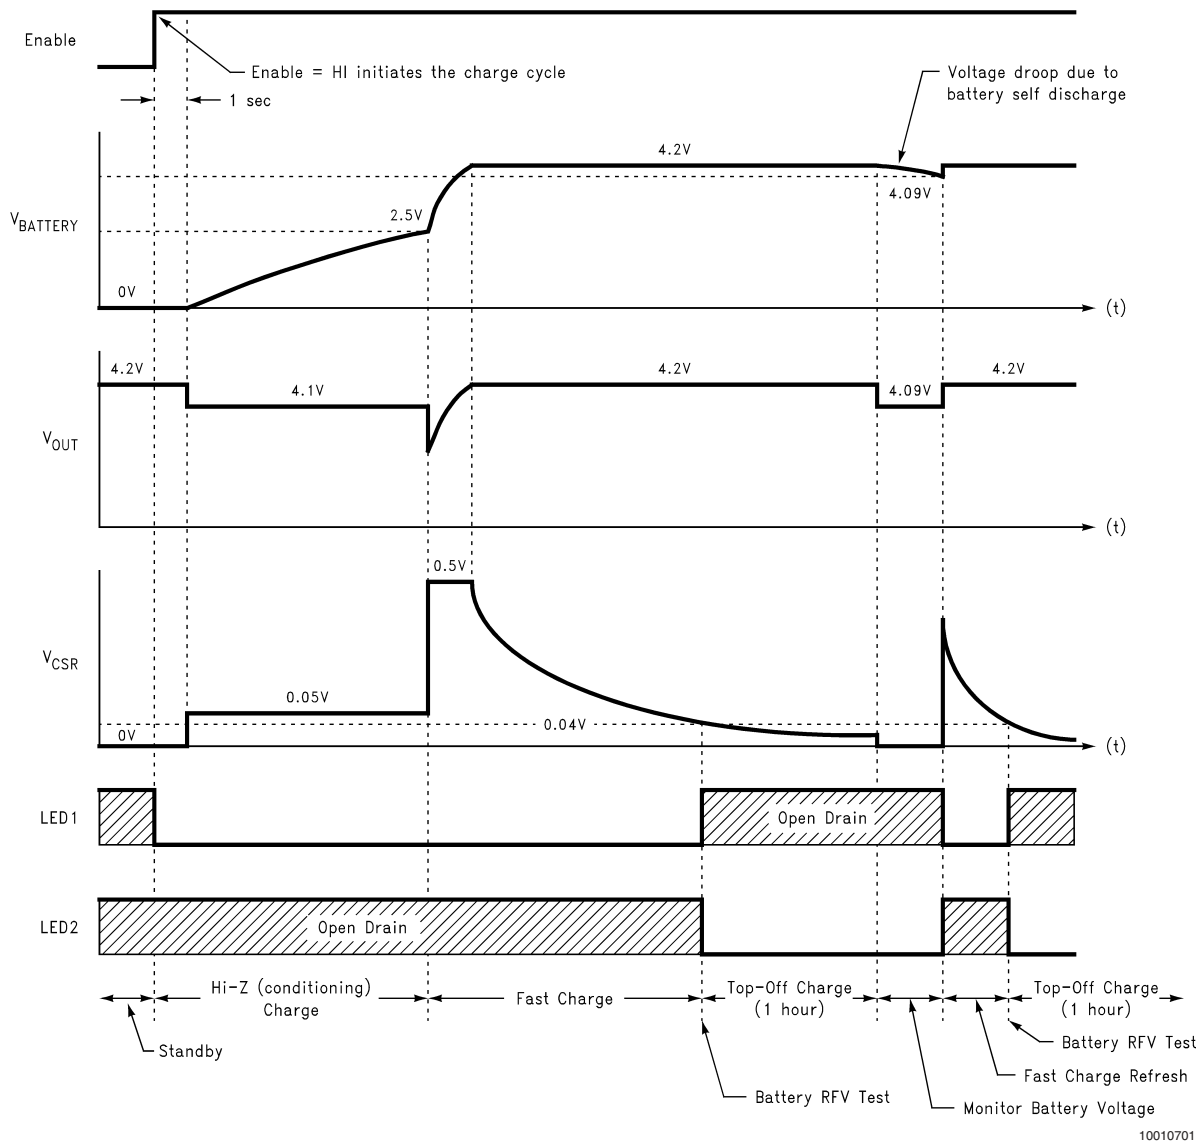 Enable
Enable = HI initiates the charge cycle
1 sec
Voltage droop due to
battery self discharge
4.2V
4.09V
2.5V
VBATTERY
0V
(t)
4.2V
4.1V
4.2V
4.09V
4.2V
VOUT
(t)
0.5V
VCSR
0.05V
0.04V
0V
(t)
LED1
Open Drain
LED2
Open Drain
Hi-Z (conditioning)
Charge
Fast Charge
Top-Off Charge
(1 hour)
Top-Off Charge
(1 hour)
Standby
Battery RFV Test
Fast Charge Refresh
Battery RFV Test
Monitor Battery Voltage
10010701